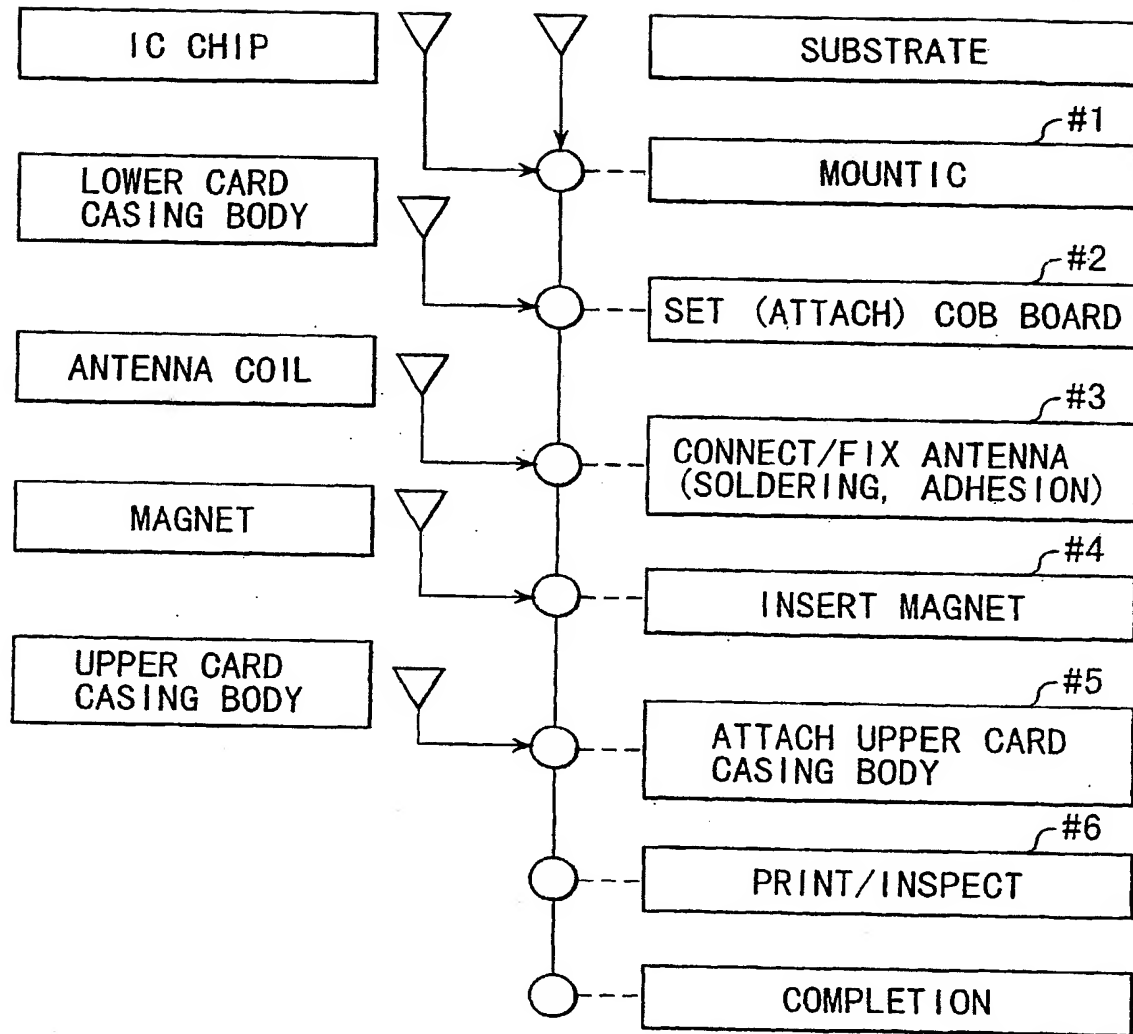 IC CHIP
SUBSTRATE
#1
MOUNTIC
LOWER CARD
CASING BODY
#2
SET (ATTACH) COB BOARD
ANTENNA COIL
#3
CONNECT/FIX ANTENNA
(SOLDERING, ADHESION)
MAGNET
#4
INSERT MAGNET
UPPER CARD
CASING BODY
#5
ATTACH UPPER CARD
CASING BODY
#6
PRINT/INSPECT
COMPLETION